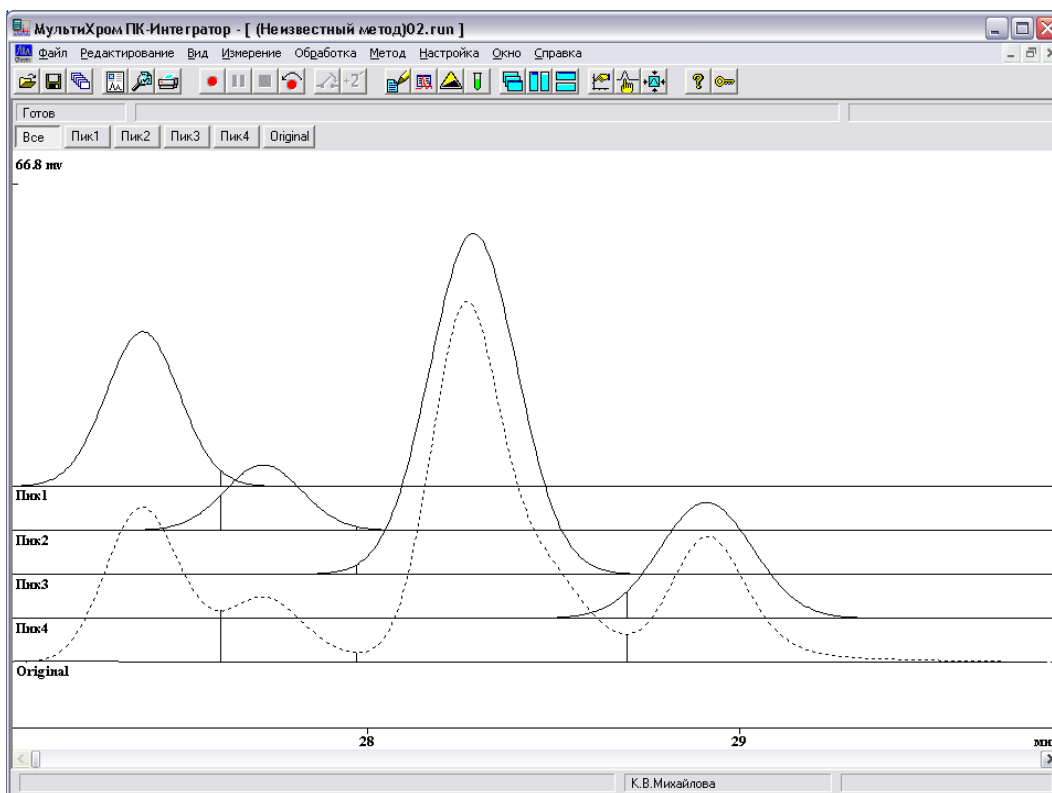 МультиХром ПК-Интегратор - [ (Неизвестный метод)02.run ]
Файл Редактирование Вид Измерение Обработка Метод Настройка Окно Справка
Готов
Все Пик1 Пик2 Пик3 Пик4 Original
66.8 mv
Пик1
Пик2
Пик3
Пик4
Original
28 29 мин
К.В.Михайлова